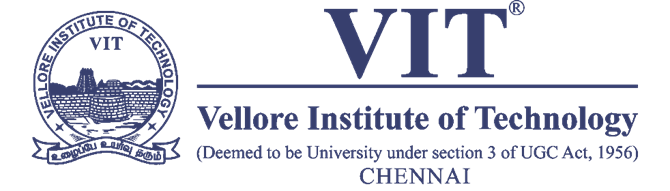 VELLORE INSTITUTE OF TECHNOLOGY
VIT
உழைப்பே உயர்வு தரும்
VIT®
Vellore Institute of Technology
(Deemed to be University under section 3 of UGC Act, 1956)
CHENNAI